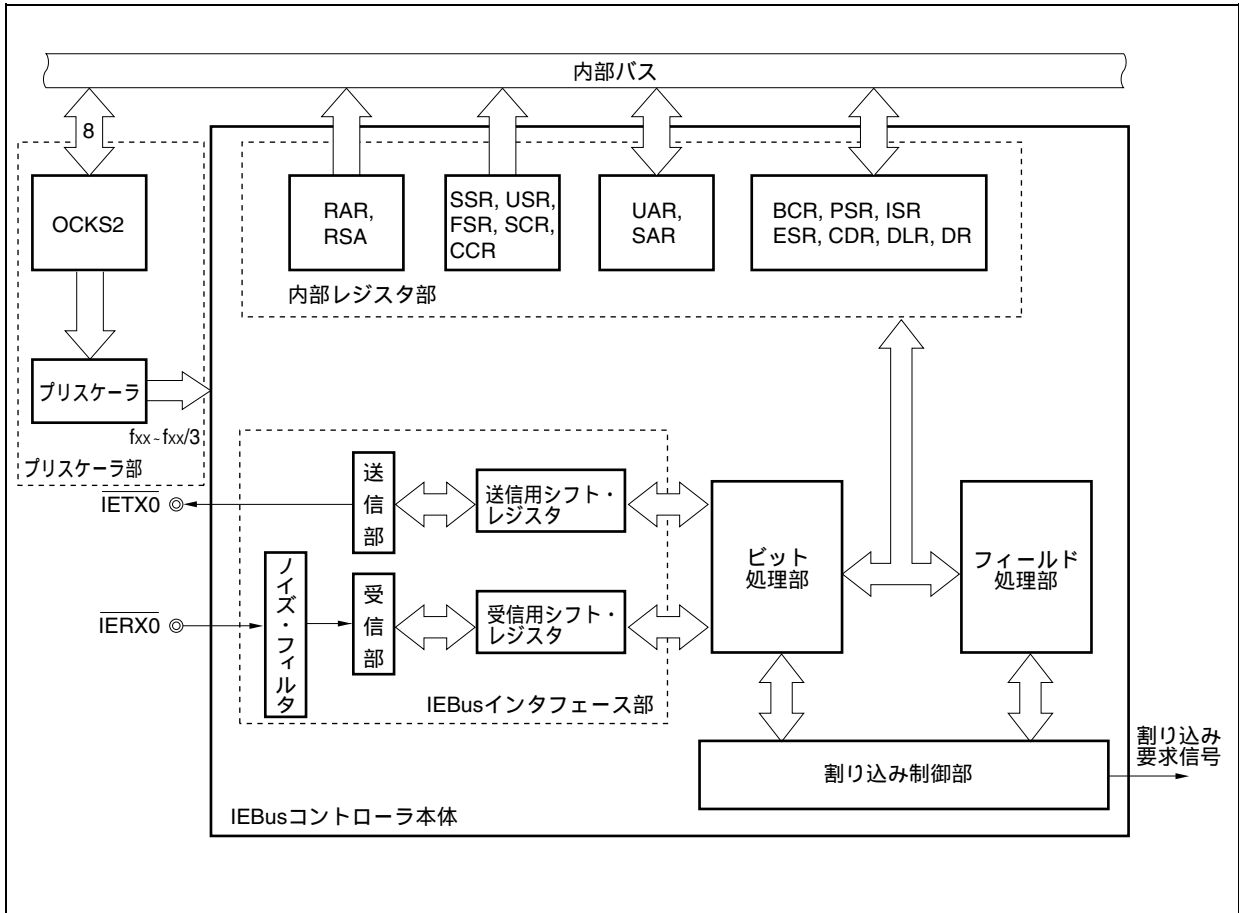 内部バス
8
OCKS2
RAR,
RSA
SSR, USR,
FSR, SCR,
CCR
UAR,
SAR
BCR, PSR, ISR
ESR, CDR, DLR, DR
内部レジスタ部
プリスケーラ
fxx~fxx/3
プリスケーラ部
IETX0
送信部
送信用シフト・
レジスタ
ビット
処理部
フィールド
処理部
IERX0
ノイズ・フィルタ
受信部
受信用シフト・
レジスタ
IEBusインタフェース部
割り込み制御部
割り込み
要求信号
IEBusコントローラ本体